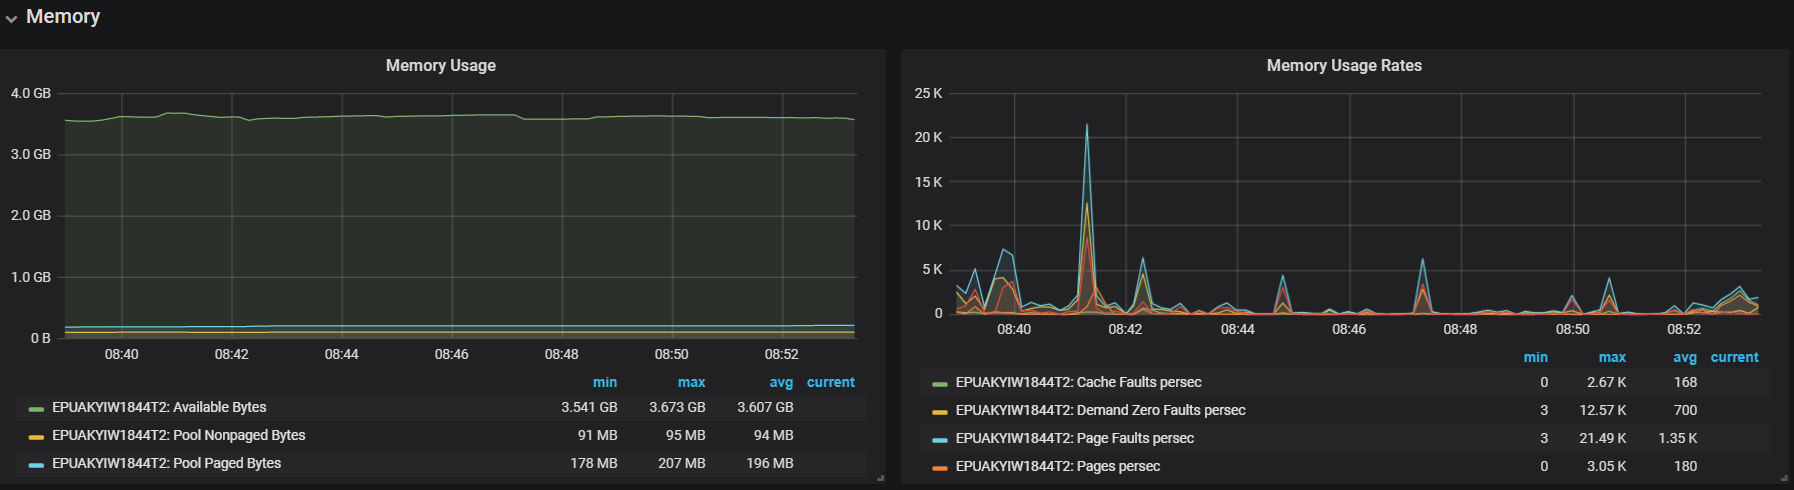 Memory
Memory Usage
4.0 GB
3.0 GB
2.0 GB
1.0 GB
0 B
08:40 08:42 08:44 08:46 08:48 08:50 08:52
min max avg current
EPUAKYIW1844T2: Available Bytes 3.541 GB 3.673 GB 3.607 GB
EPUAKYIW1844T2: Pool Nonpaged Bytes 91 MB 95 MB 94 MB
EPUAKYIW1844T2: Pool Paged Bytes 178 MB 207 MB 196 MB
Memory Usage Rates
25 K
20 K
15 K
10 K
5 K
0
08:40 08:42 08:44 08:46 08:48 08:50 08:52
min max avg current
EPUAKYIW1844T2: Cache Faults persec 0 2.67 K 168
EPUAKYIW1844T2: Demand Zero Faults persec 3 12.57 K 700
EPUAKYIW1844T2: Page Faults persec 3 21.49 K 1.35 K
EPUAKYIW1844T2: Pages persec 0 3.05 K 180